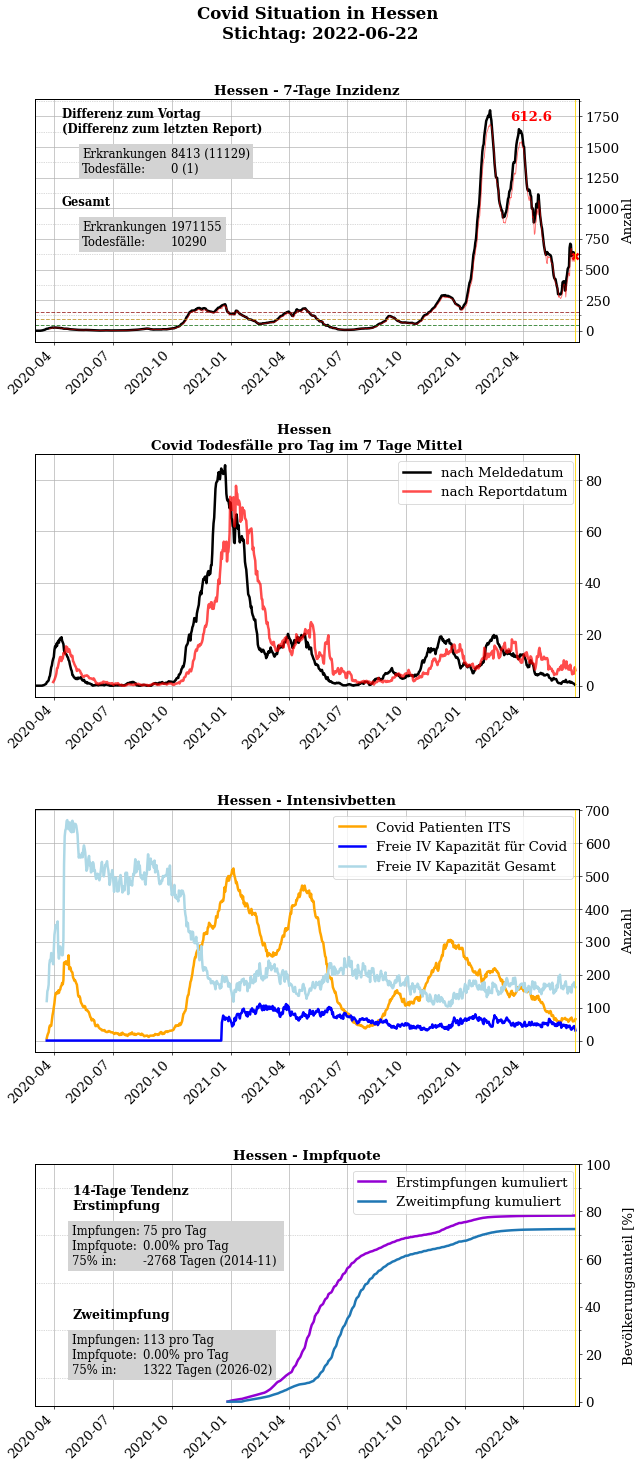 Covid Situation in Hessen
Stichtag: 2022-06-22
Hessen - 7-Tage Inzidenz
Differenz zum Vortag
(Differenz zum letzten Report)
Erkrankungen 8413 (11129)
Todesfälle: 0 (1)
Gesamt
Erkrankungen 1971155
Todesfälle: 10290
612.6
1750
1500
1250
1000
750
500
250
0
Anzahl
2020-04
2020-07
2020-10
2021-01
2021-04
2021-07
2021-10
2022-01
2022-04
Hessen
Covid Todesfälle pro Tag im 7 Tage Mittel
nach Meldedatum
nach Reportdatum
80
60
40
20
0
2020-04
2020-07
2020-10
2021-01
2021-04
2021-07
2021-10
2022-01
2022-04
Hessen - Intensivbetten
Covid Patienten ITS
Freie IV Kapazität für Covid
Freie IV Kapazität Gesamt
700
600
500
400
300
200
100
0
Anzahl
2020-04
2020-07
2020-10
2021-01
2021-04
2021-07
2021-10
2022-01
2022-04
Hessen - Impfquote
14-Tage Tendenz
Erstimpfung
Impfungen: 75 pro Tag
Impfquote: 0.00% pro Tag
75% in: -2768 Tagen (2014-11)
Zweitimpfung
Impfungen: 113 pro Tag
Impfquote: 0.00% pro Tag
75% in: 1322 Tagen (2026-02)
Erstimpfungen kumuliert
Zweitimpfung kumuliert
100
80
60
40
20
0
Bevölkerungsanteil [%]
2020-04
2020-07
2020-10
2021-01
2021-04
2021-07
2021-10
2022-01
2022-04